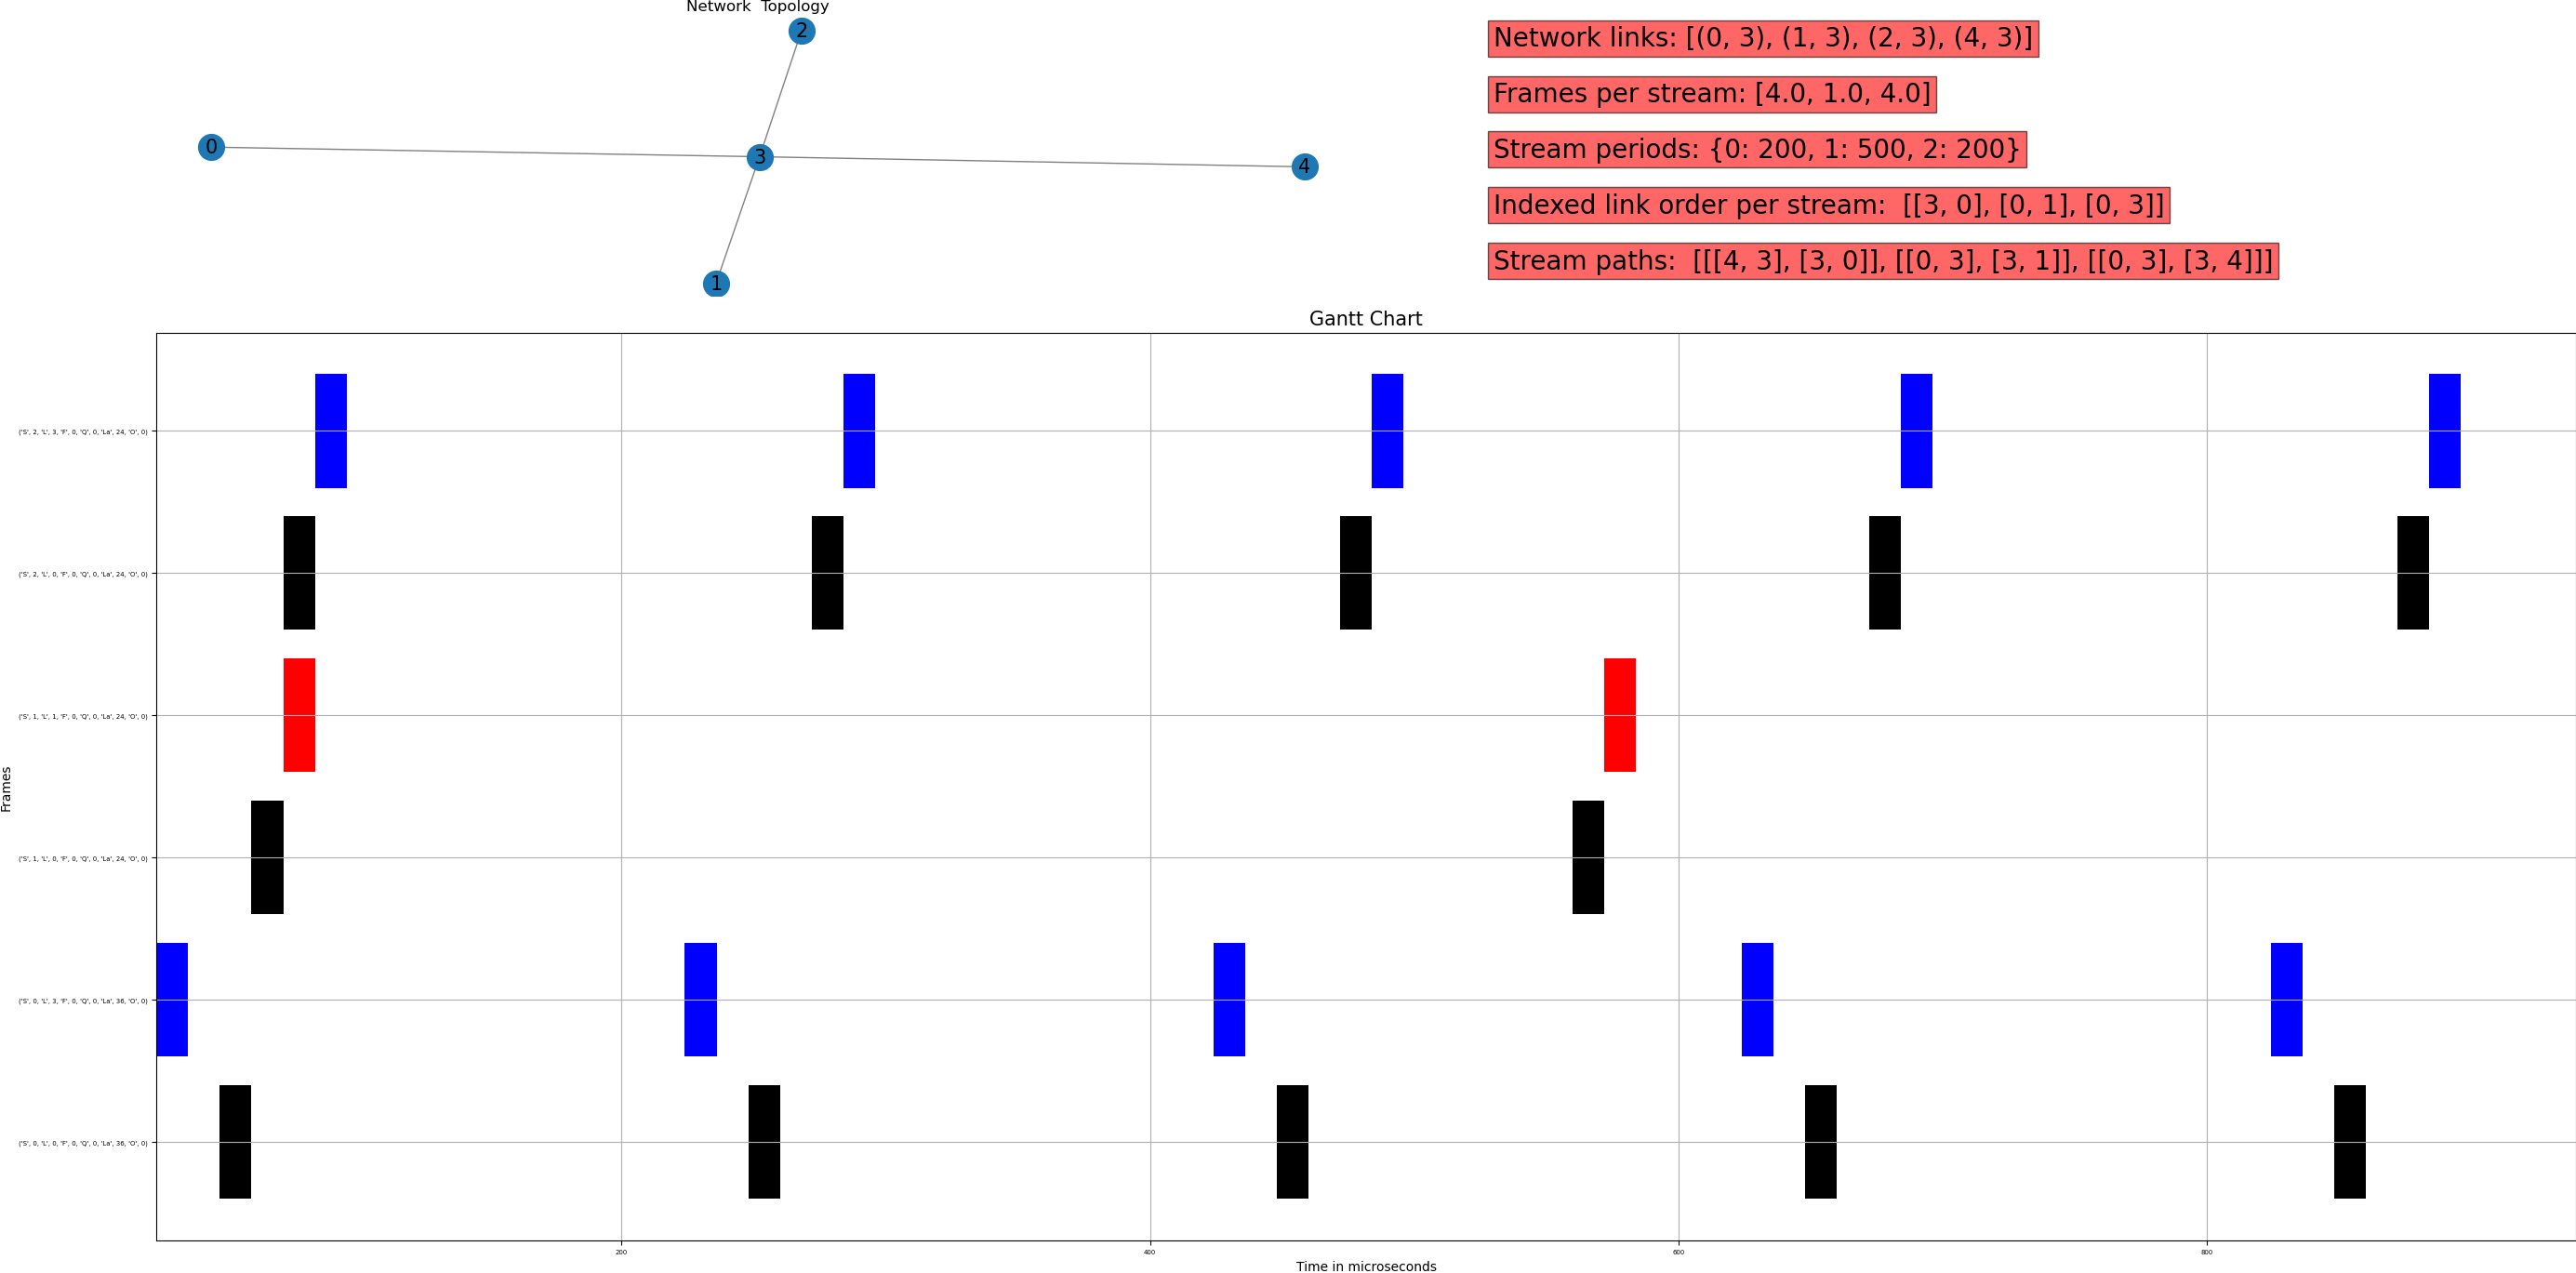 Network  Topology
2
0
3
4
1
Network links: [(0, 3), (1, 3), (2, 3), (4, 3)]
Frames per stream: [4.0, 1.0, 4.0]
Stream periods: {0: 200, 1: 500, 2: 200}
Indexed link order per stream:  [[3, 0], [0, 1], [0, 3]]
Stream paths:  [[[4, 3], [3, 0]], [[0, 3], [3, 1]], [[0, 3], [3, 4]]]
Gantt Chart
('S', 2, 'L', 3, 'F', 0, 'Q', 0, 'La', 24, 'O', 0)
('S', 2, 'L', 0, 'F', 0, 'Q', 0, 'La', 24, 'O', 0)
('S', 1, 'L', 1, 'F', 0, 'Q', 0, 'La', 24, 'O', 0)
('S', 1, 'L', 0, 'F', 0, 'Q', 0, 'La', 24, 'O', 0)
('S', 0, 'L', 3, 'F', 0, 'Q', 0, 'La', 36, 'O', 0)
('S', 0, 'L', 0, 'F', 0, 'Q', 0, 'La', 36, 'O', 0)
Frames
200
400
600
800
Time in microseconds